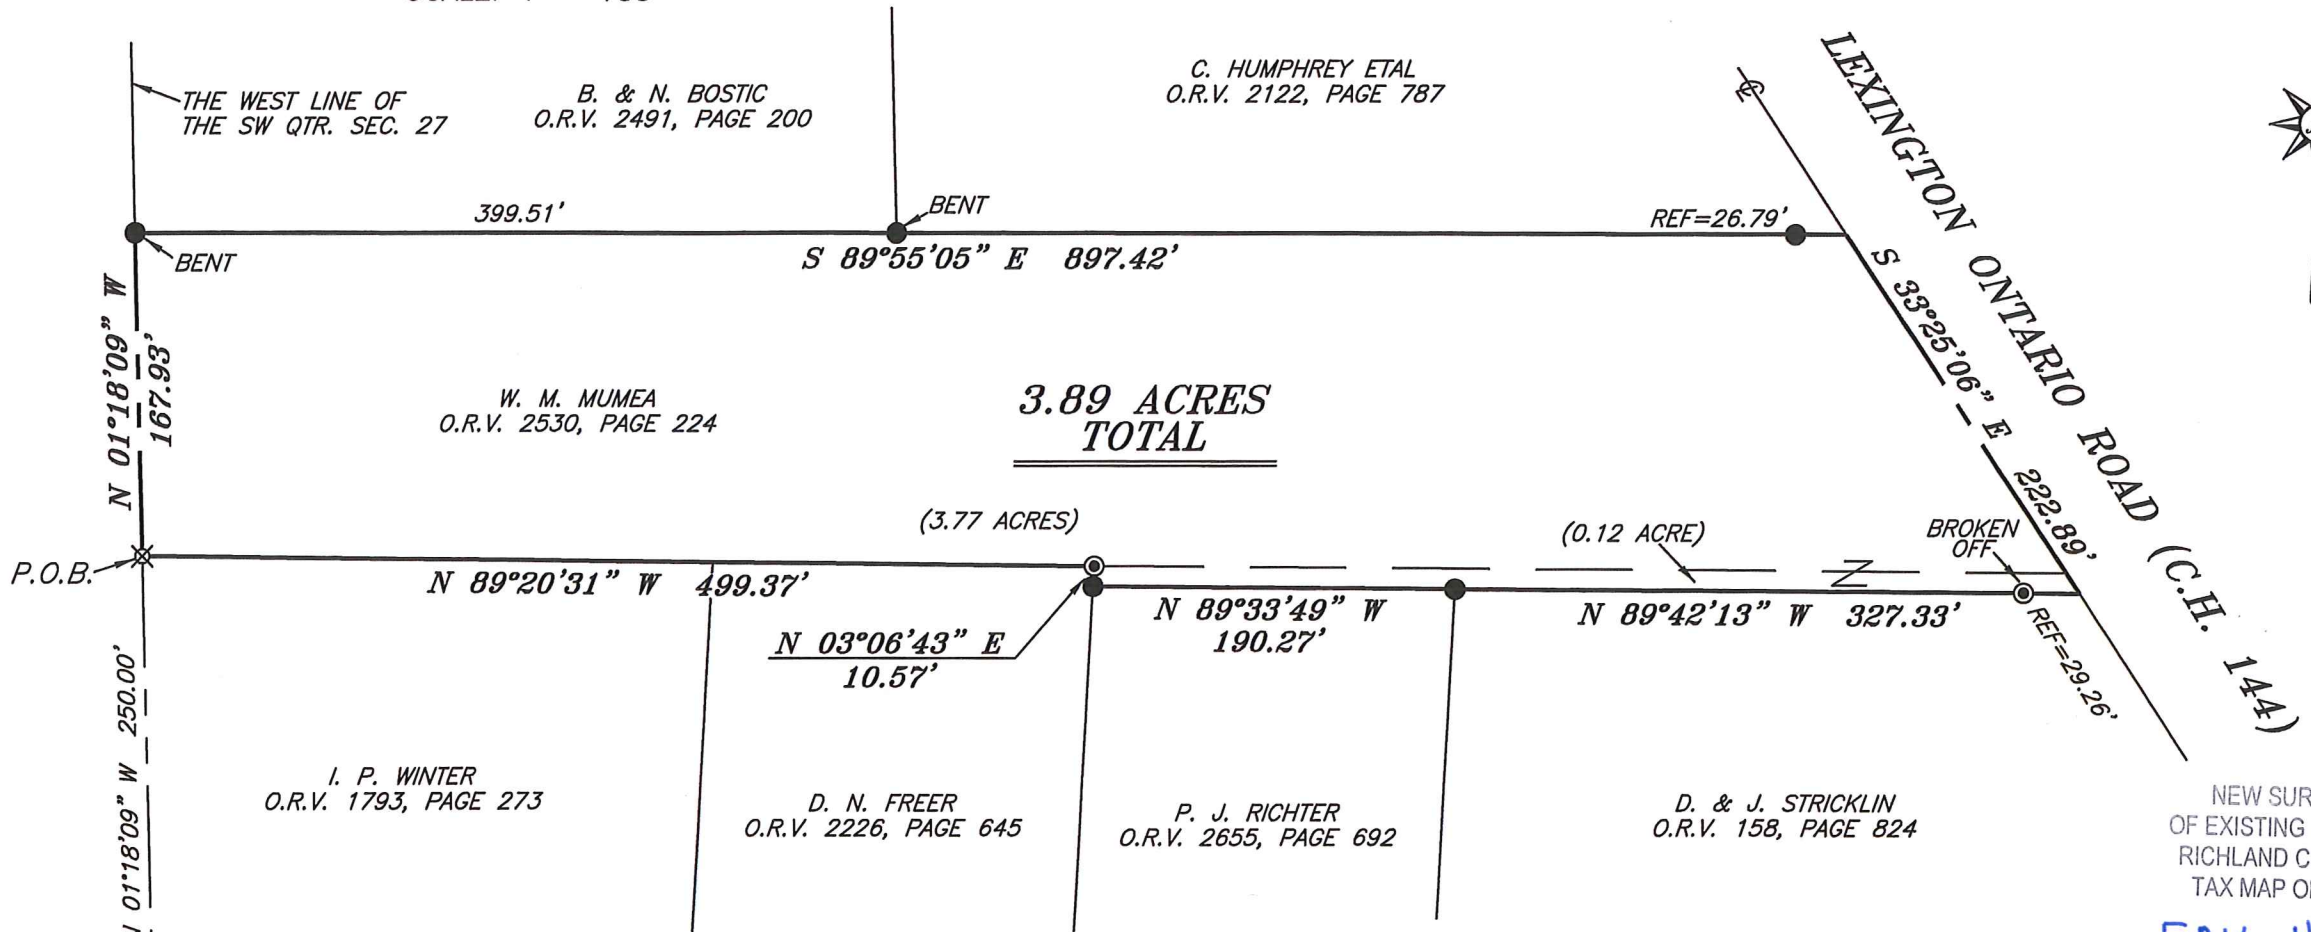 THE WEST LINE OF
THE SW QTR. SEC. 27
B. & N. BOSTIC
O.R.V. 2491, PAGE 200
C. HUMPHREY ETAL
O.R.V. 2122, PAGE 787
℄
LEXINGTON ONTARIO ROAD (C.H. 144)
399.51'
BENT
REF=26.79'
BENT
S 89°55'05" E 897.42'
N 01°18'09" W
167.93'
S 33°25'06" E 222.89'
W. M. MUMEA
O.R.V. 2530, PAGE 224
3.89 ACRES
TOTAL
(3.77 ACRES)
(0.12 ACRE)
BROKEN
OFF
P.O.B.
N 89°20'31" W 499.37'
Z
N 89°33'49" W
190.27'
N 89°42'13" W 327.33'
REF=29.26'
N 03°06'43" E
10.57'
01°18'09" W 250.00'
I. P. WINTER
O.R.V. 1793, PAGE 273
D. N. FREER
O.R.V. 2226, PAGE 645
P. J. RICHTER
O.R.V. 2655, PAGE 692
D. & J. STRICKLIN
O.R.V. 158, PAGE 824
NEW SUR
OF EXISTING
RICHLAND C
TAX MAP